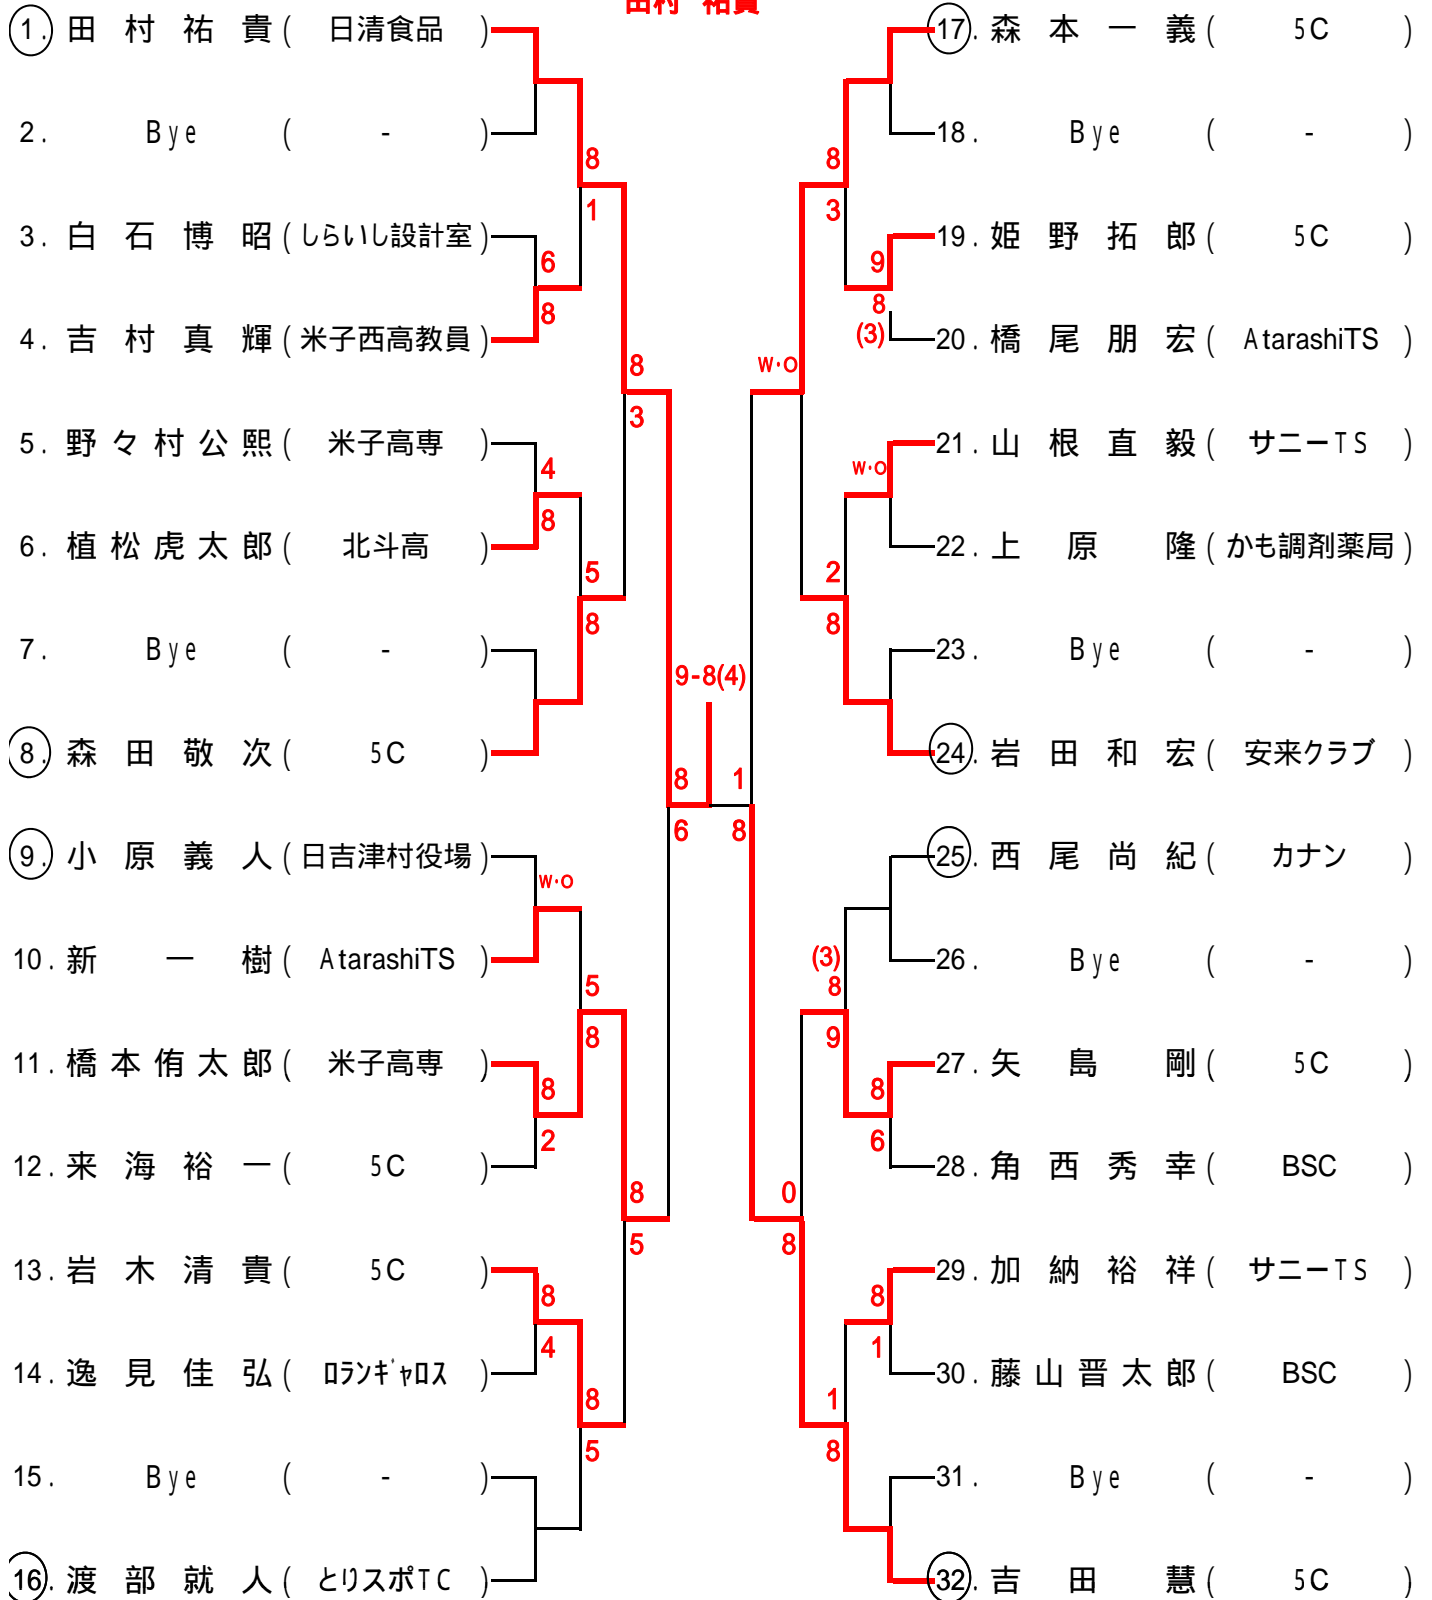 田村 祐貴
1. 田村祐貴 ( 日清食品 )
2. Bye ( - )
8
1
3. 白石博昭 ( しらいし設計室 )
6
8
4. 吉村真輝 ( 米子西高教員 )
8
3
5. 野々村公熙 ( 米子高専 )
4
8
6. 植松虎太郎 ( 北斗高 )
5
8
7. Bye ( - )
8. 森田敬次 ( 5C )
9-8(4)
8 1
6 8
9. 小原義人 ( 日吉津村役場 )
W・O
10. 新一樹 ( AtarashiTS )
5
8
11. 橋本侑太郎 ( 米子高専 )
8
2
12. 来海裕一 ( 5C )
8
5
13. 岩木清貴 ( 5C )
8
4
14. 逸見佳弘 ( ロランギャロス )
8
5
15. Bye ( - )
16. 渡部就人 ( とりスポTC )
17. 森本一義 ( 5C )
18. Bye ( - )
8
3
19. 姫野拓郎 ( 5C )
9
8
(3)
20. 橋尾朋宏 ( AtarashiTS )
W・O
21. 山根直毅 ( サニーTS )
W・O
22. 上原隆 ( かも調剤薬局 )
2
8
23. Bye ( - )
24. 岩田和宏 ( 安来クラブ )
25. 西尾尚紀 ( カナン )
26. Bye ( - )
(3)
8
9
27. 矢島剛 ( 5C )
8
6
28. 角西秀幸 ( BSC )
0
8
29. 加納裕祥 ( サニーTS )
8
1
30. 藤山晋太郎 ( BSC )
1
8
31. Bye ( - )
32. 吉田慧 ( 5C )